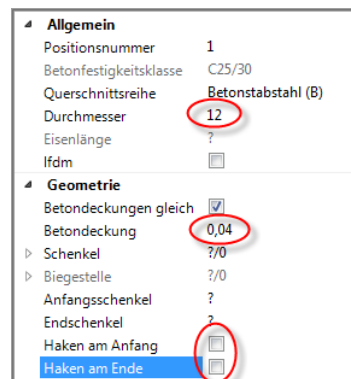 Allgemein
Positionsnummer 1
Betonfestigkeitsklasse C25/30
Querschnittsreihe Betonstabstahl (B)
Durchmesser 12
Eisenlänge ?
lfdm
Geometrie
Betondeckungen gleich
Betondeckung 0,04
Schenkel ?/0
Biegestelle ?/0
Anfangsschenkel ?
Endschenkel ?
Haken am Anfang
Haken am Ende